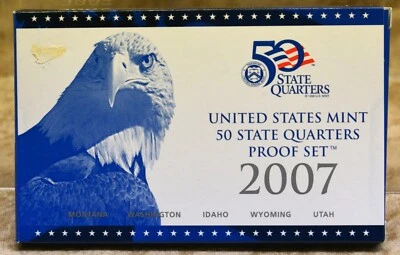 50
STATE
QUARTERS
UNITED STATES MINT
50 STATE QUARTERS
PROOF SET™
2007
MONTANA WASHINGTON IDAHO WYOMING UTAH